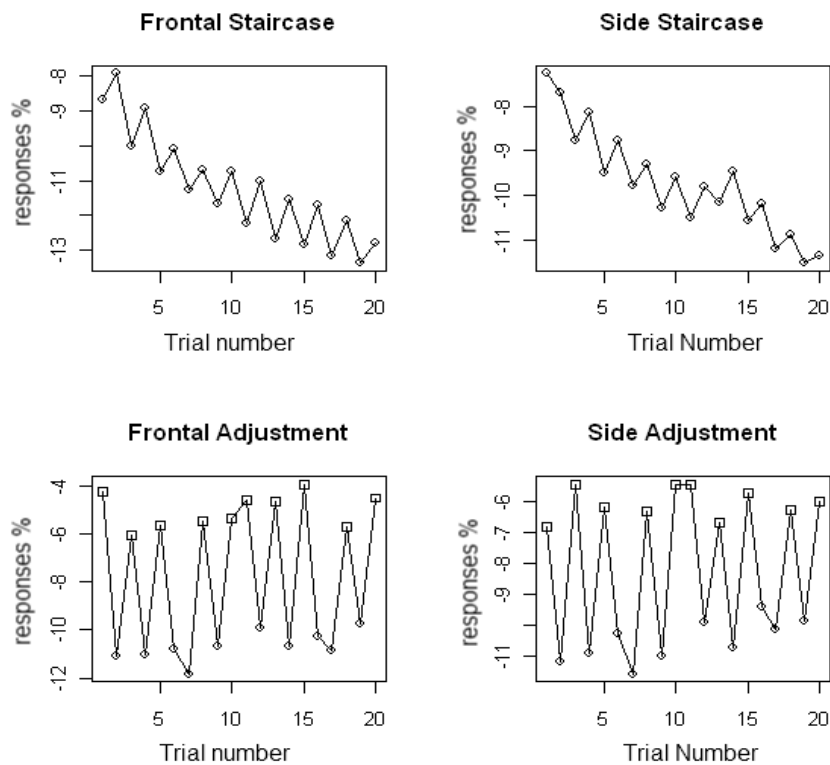 Frontal Staircase
responses %
-8
-9
-11
-13
5 10 15 20
Trial number
Side Staircase
responses %
-8
-9
-10
-11
5 10 15 20
Trial Number
Frontal Adjustment
responses %
-4
-6
-8
-10
-12
5 10 15 20
Trial number
Side Adjustment
responses %
-6
-7
-9
-11
5 10 15 20
Trial Number